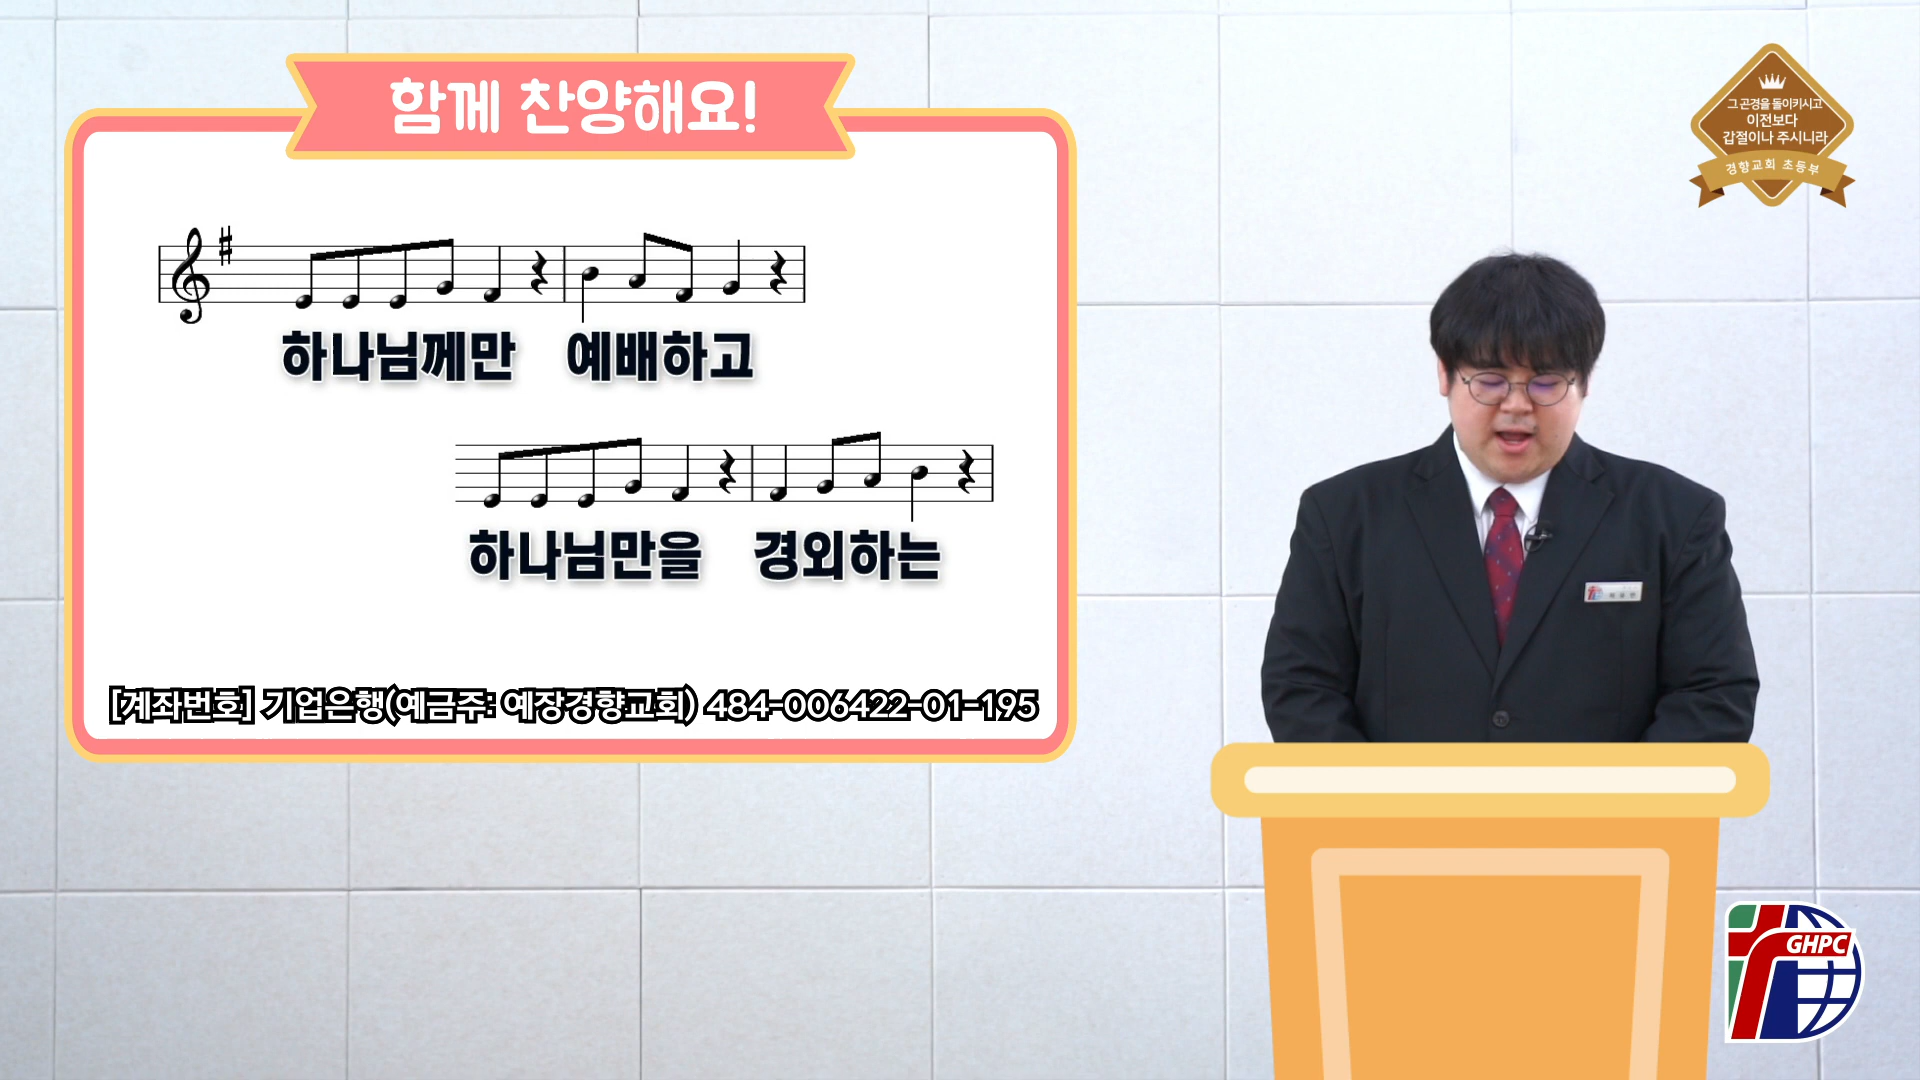 함께 찬양해요!
하나님께만 예배하고
하나님만을 경외하는
[계좌번호] 기업은행(예금주: 예장경향교회) 484-006422-01-195
그 곤경을 돌이키시고
이전보다
갑절이나 주시니라
경향교회 초등부
GHPC